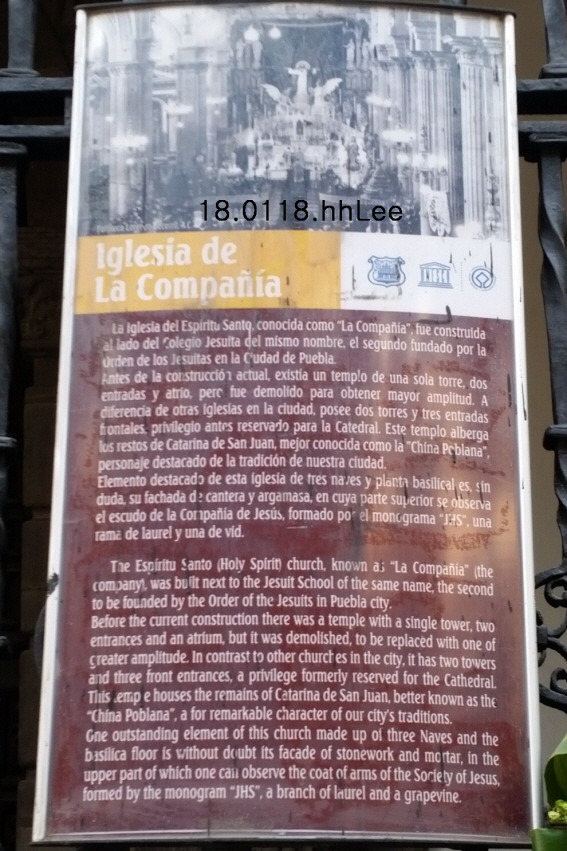 18.0118.hhLee
Iglesia de
La Compañía
La Iglesia del Espíritu Santo, conocida como "La Compañía", fue construida
al lado del Colegio Jesuita del mismo nombre, el segundo fundado por la
Orden de los Jesuitas en la Ciudad de Puebla.
Antes de la construcción actual, existía un templo de una sola torre, dos
entradas y atrio, pero fue demolido para obtener mayor amplitud. A
diferencia de otras iglesias en la ciudad, posee dos torres y tres entradas
frontales, privilegio antes reservado para la Catedral. Este templo alberga
los restos de Catarina de San Juan, mejor conocida como la "China Poblana",
personaje destacado de la tradición de nuestra ciudad.
Elemento destacado de esta iglesia de tres naves y planta basilical es, sin
duda, su fachada de cantera y argamasa, en cuya parte superior se observa
el escudo de la Compañía de Jesús, formado por el monograma "JHS", una
rama de laurel y una de vid.
The Espíritu Santo (Holy Spirit) church, known as "La Compañía" (the
company), was built next to the Jesuit School of the same name, the second
to be founded by the Order of the Jesuits in Puebla city.
Before the current construction there was a temple with a single tower, two
entrances and an atrium, but it was demolished, to be replaced with one of
greater amplitude. In contrast to other churches in the city, it has two towers
and three front entrances, a privilege formerly reserved for the Cathedral.
This temple houses the remains of Catarina de San Juan, better known as the
"China Poblana", a for remarkable character of our city's traditions.
One outstanding element of this church made up of three Naves and the
basilica floor is without doubt its facade of stonework and mortar, in the
upper part of which one can observe the coat of arms of the Society of Jesus,
formed by the monogram "JHS", a branch of laurel and a grapevine.